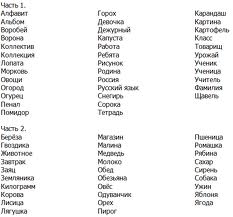 Часть 1.
Алфавит Горох Карандаш
Альбом Девочка Картина
Воробей Дежурный Картофель
Ворона Капуста Класс
Коллектив Работа Товарищ
Коллекция Ребята Урожай
Лопата Рисунок Ученик
Морковь Родина Ученица
Овощи Россия Учитель
Огород Русский язык Фамилия
Огурец Снегирь Щавель
Пенал Сорока
Помидор Тетрадь
Часть 2.
Берёза Магазин Пшеница
Гвоздика Малина Ромашка
Животное Медведь Рябина
Завтрак Молоко Сахар
Заяц Обед Сирень
Земляника Обезьяна Собака
Килограмм Овёс Ужин
Корова Одуванчик Яблоня
Лисица Орех Ягода
Лягушка Пирог